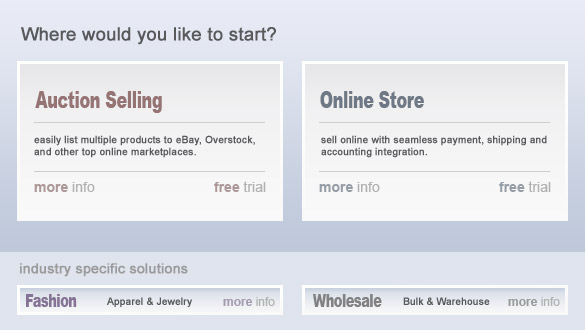 Where would you like to start?
Auction Selling
easily list multiple products to eBay, Overstock,
and other top online marketplaces.
more info free trial
Online Store
sell online with seamless payment, shipping and
accounting integration.
more info free trial
industry specific solutions
Fashion Apparel & Jewelry more info
Wholesale Bulk & Warehouse more info